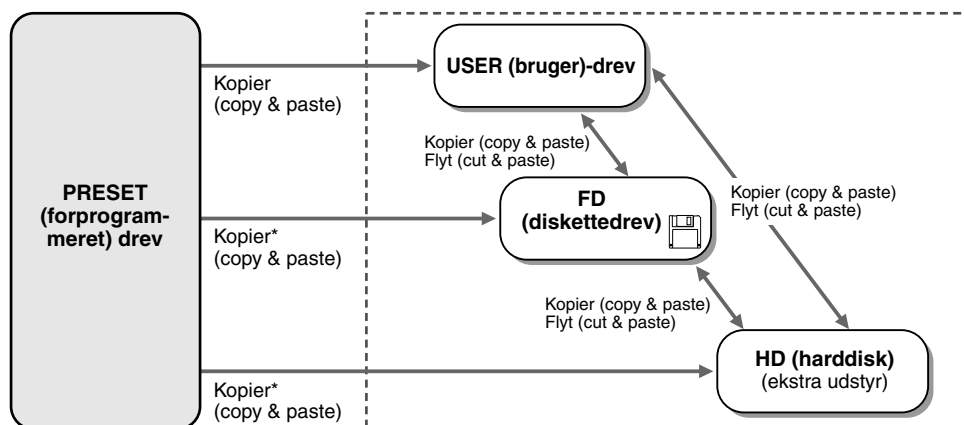 USER (bruger)-drev
Kopier
(copy & paste)
Kopier (copy & paste)
Flyt (cut & paste)
PRESET
(forprogram-
meret) drev
FD
(diskettedrev)
Kopier (copy & paste)
Flyt (cut & paste)
Kopier*
(copy & paste)
Kopier (copy & paste)
Flyt (cut & paste)
HD (harddisk)
(ekstra udstyr)
Kopier*
(copy & paste)